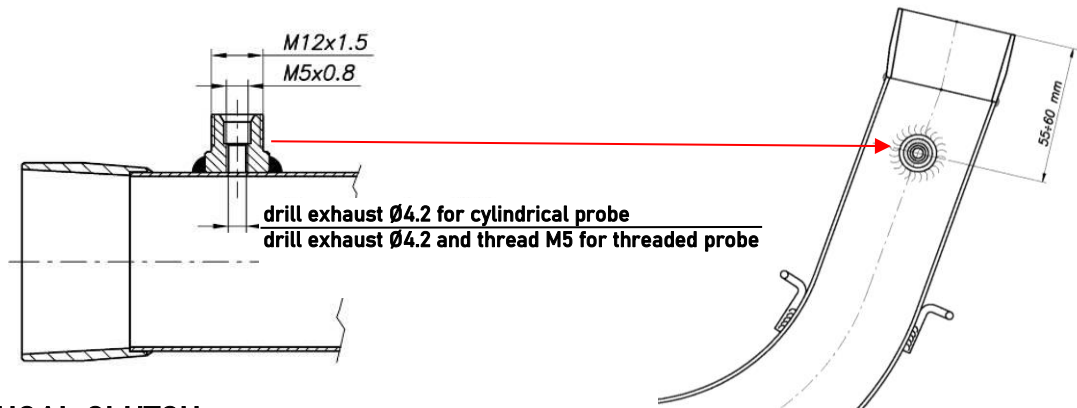 M12x1.5
M5x0.8
55÷60 mm
drill exhaust Ø4.2 for cylindrical probe
drill exhaust Ø4.2 and thread M5 for threaded probe